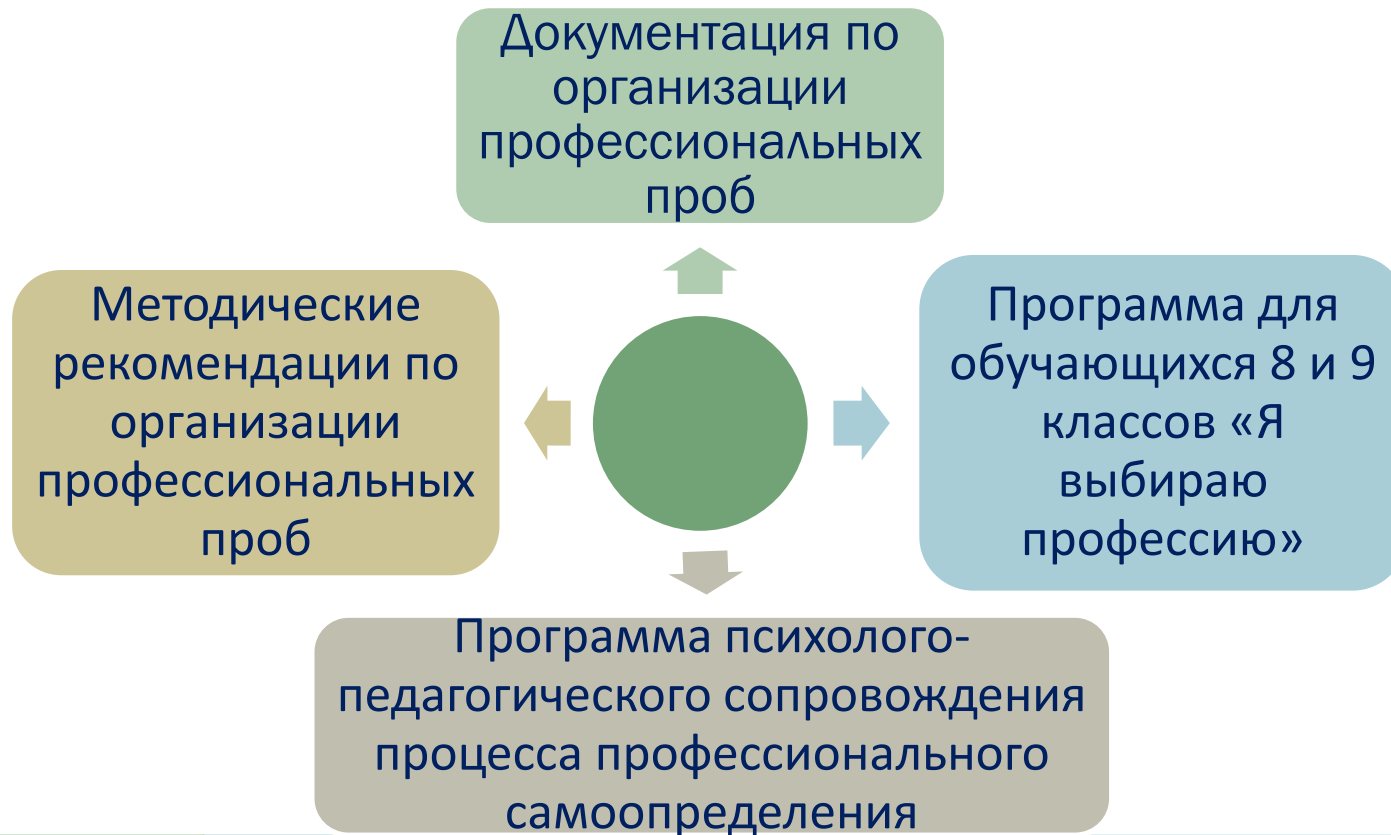 Документация по
организации
профессиональных
проб
Методические
рекомендации по
организации
профессиональных
проб
Программа для
обучающихся 8 и 9
классов «Я
выбираю
профессию»
Программа психолого-
педагогического сопровождения
процесса профессионального
самоопределения